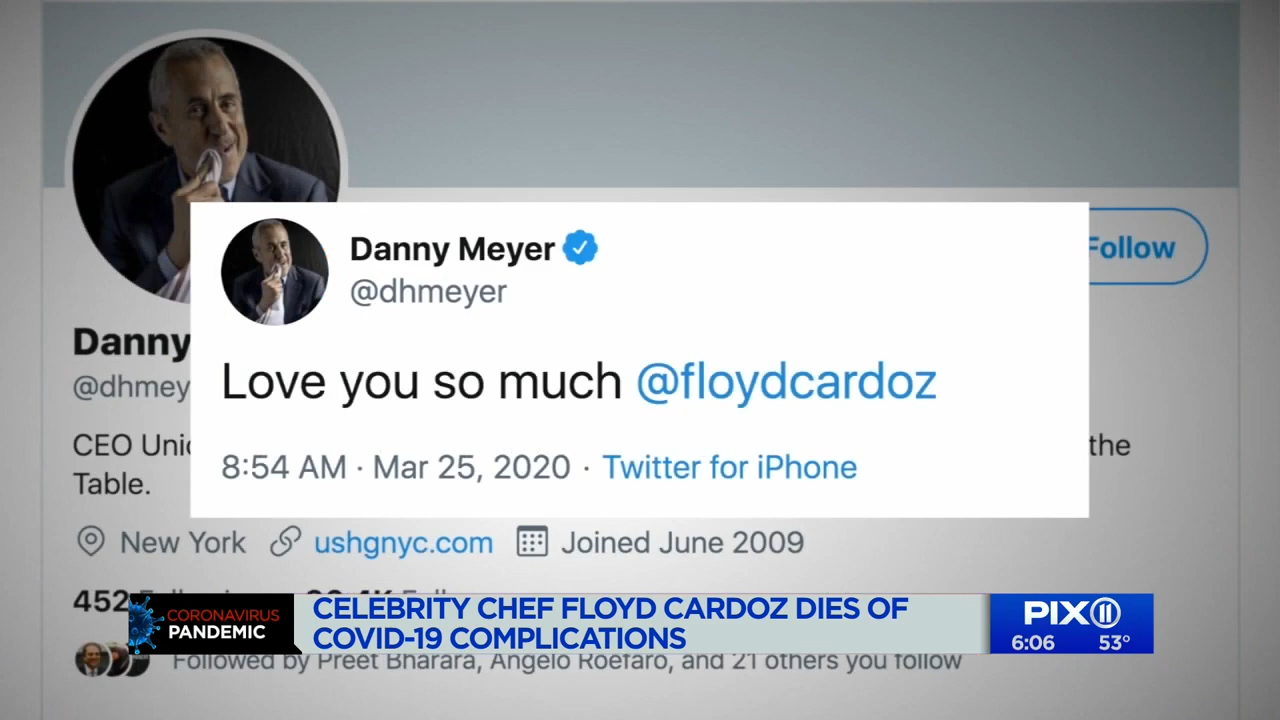 Danny Meyer
@dhmeyer
Follow
Love you so much @floydcardoz
8:54 AM · Mar 25, 2020 · Twitter for iPhone
Danny
@dhmey
CEO the
Table.
New York ushgnyc.com Joined June 2009
452
CORONAVIRUS
PANDEMIC
CELEBRITY CHEF FLOYD CARDOZ DIES OF
COVID-19 COMPLICATIONS
PIX11
6:06 53°
Followed by Preet Bharara, Angelo Roefaro, and 21 others you follow